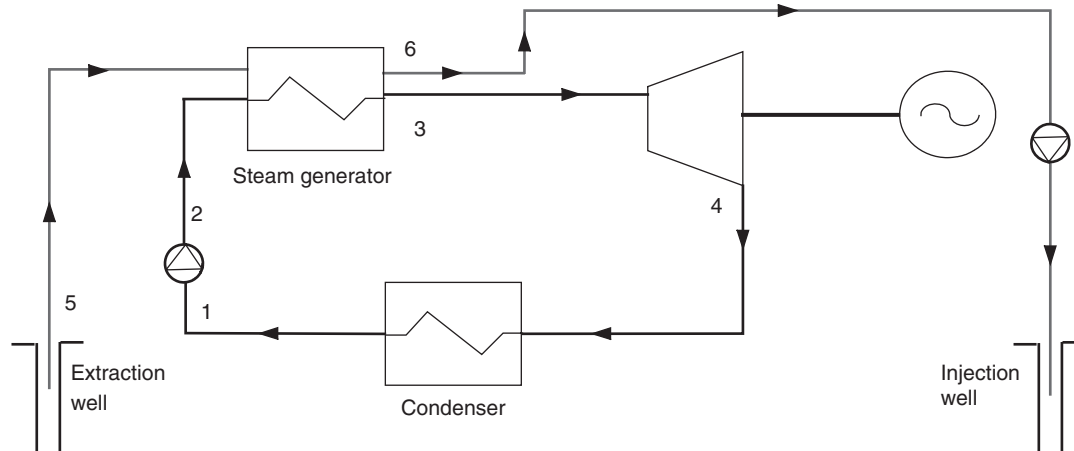 6
3
Steam generator
4
2
1
5
Extraction
well
Condenser
Injection
well